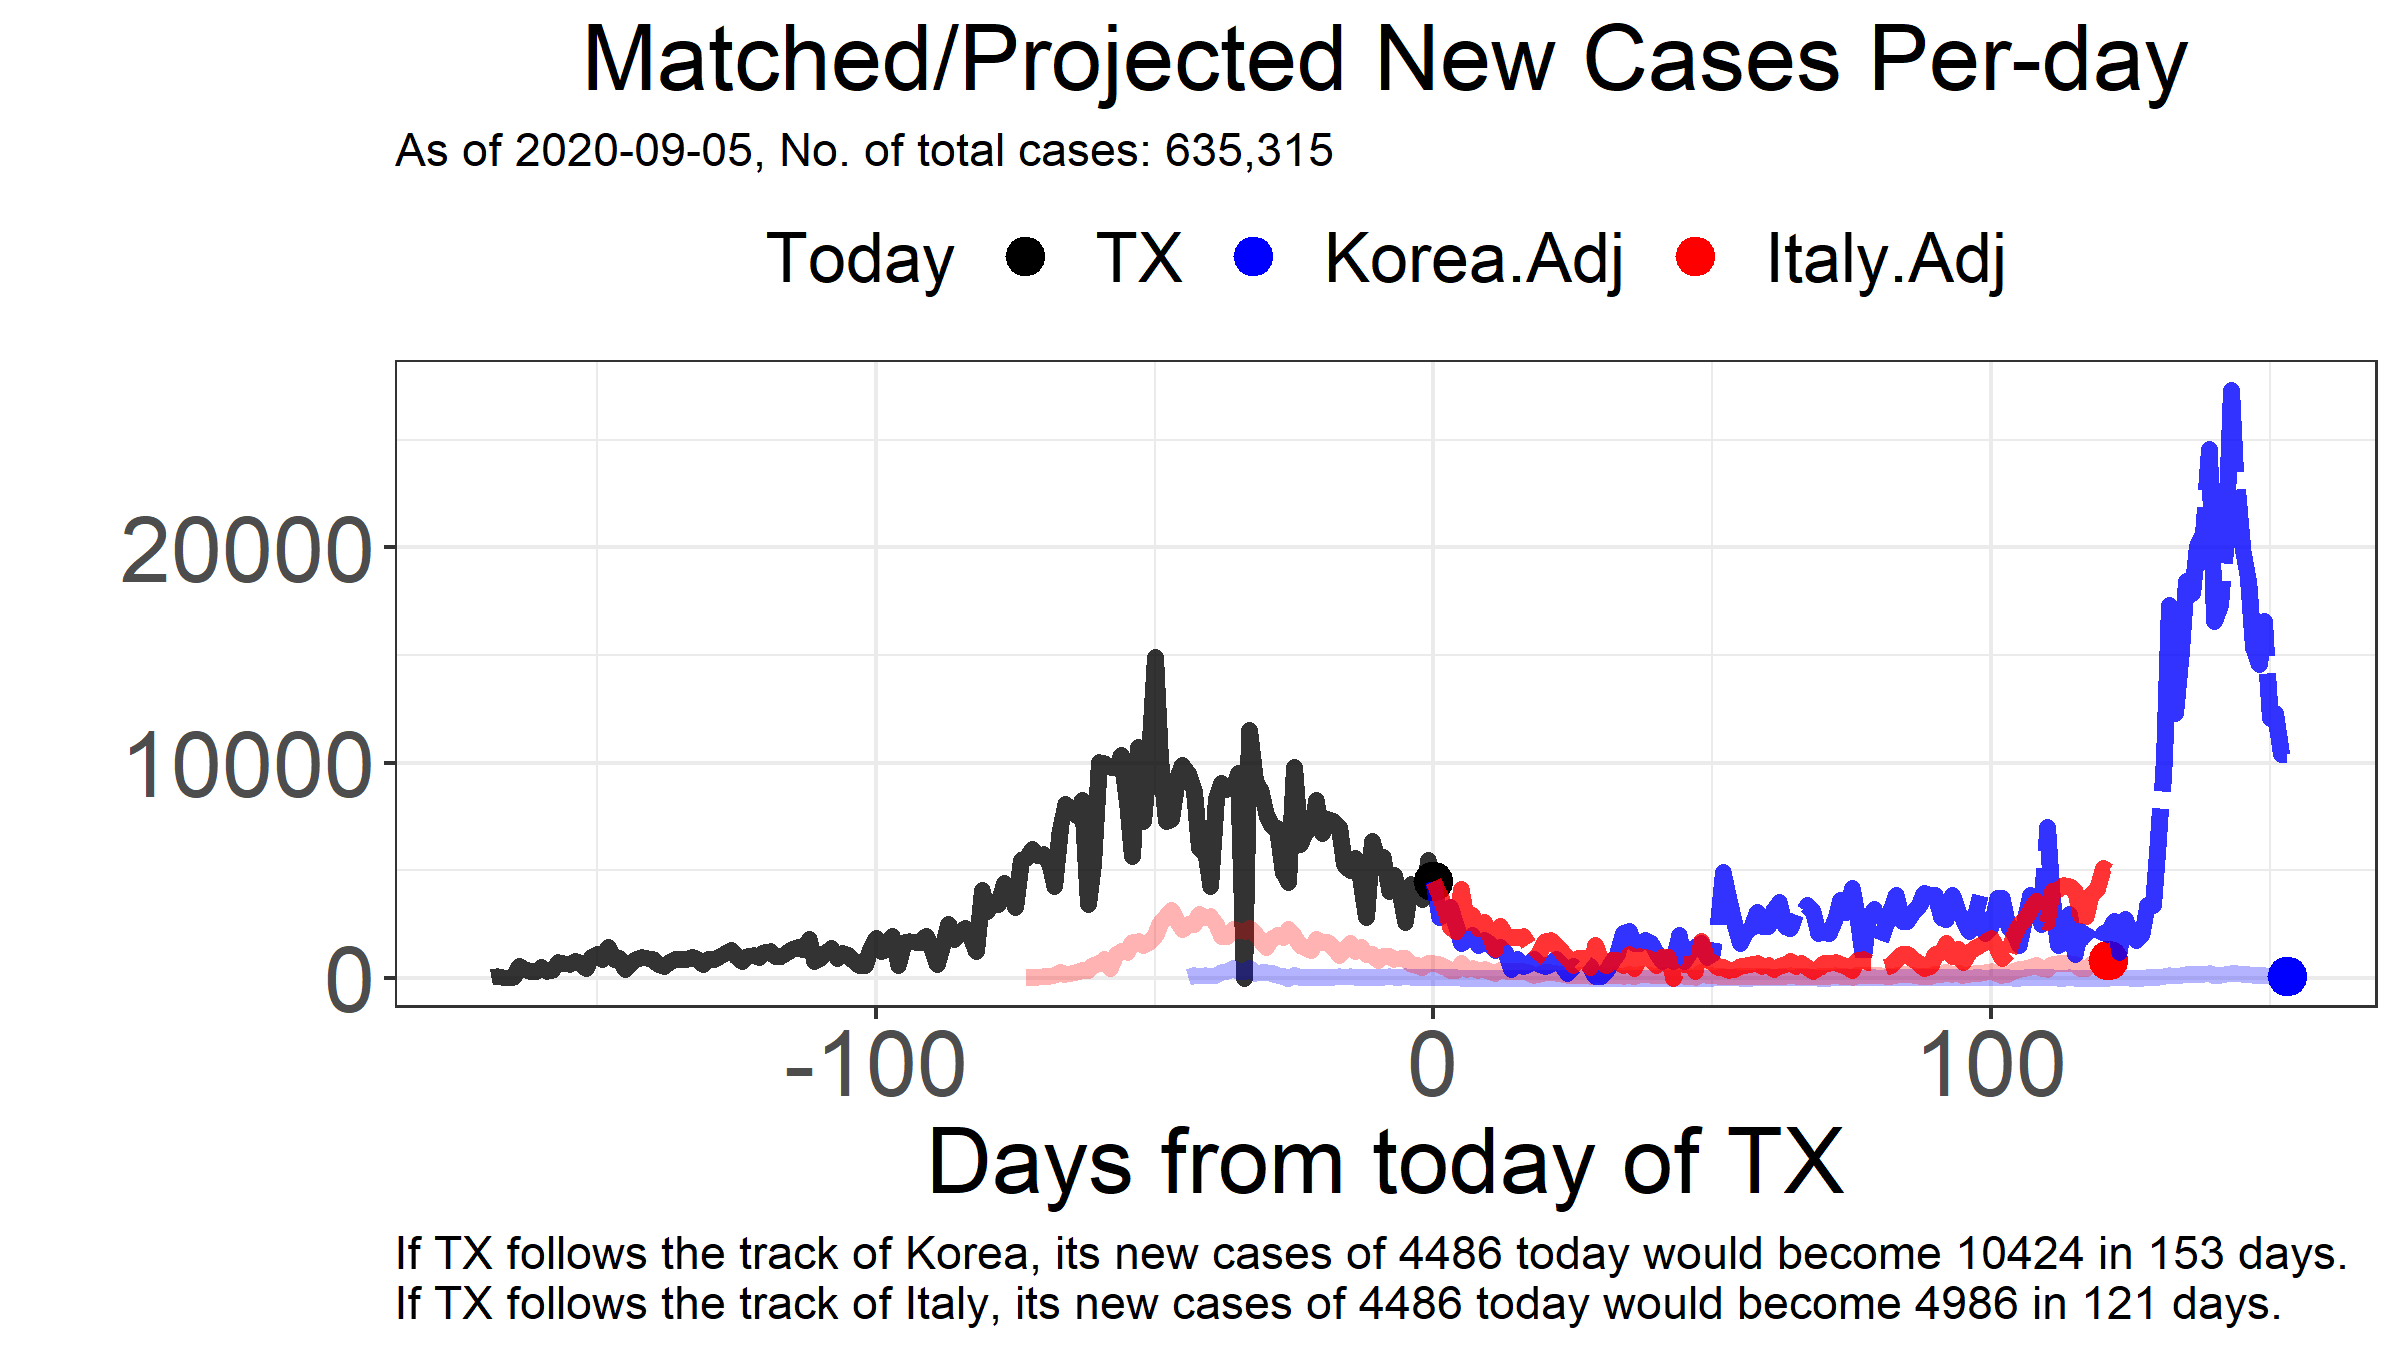 Matched/Projected New Cases Per-day
As of 2020-09-05, No. of total cases: 635,315
Today TX Korea.Adj Italy.Adj
20000
10000
0
-100 0 100
Days from today of TX
If TX follows the track of Korea, its new cases of 4486 today would become 10424 in 153 days.
If TX follows the track of Italy, its new cases of 4486 today would become 4986 in 121 days.